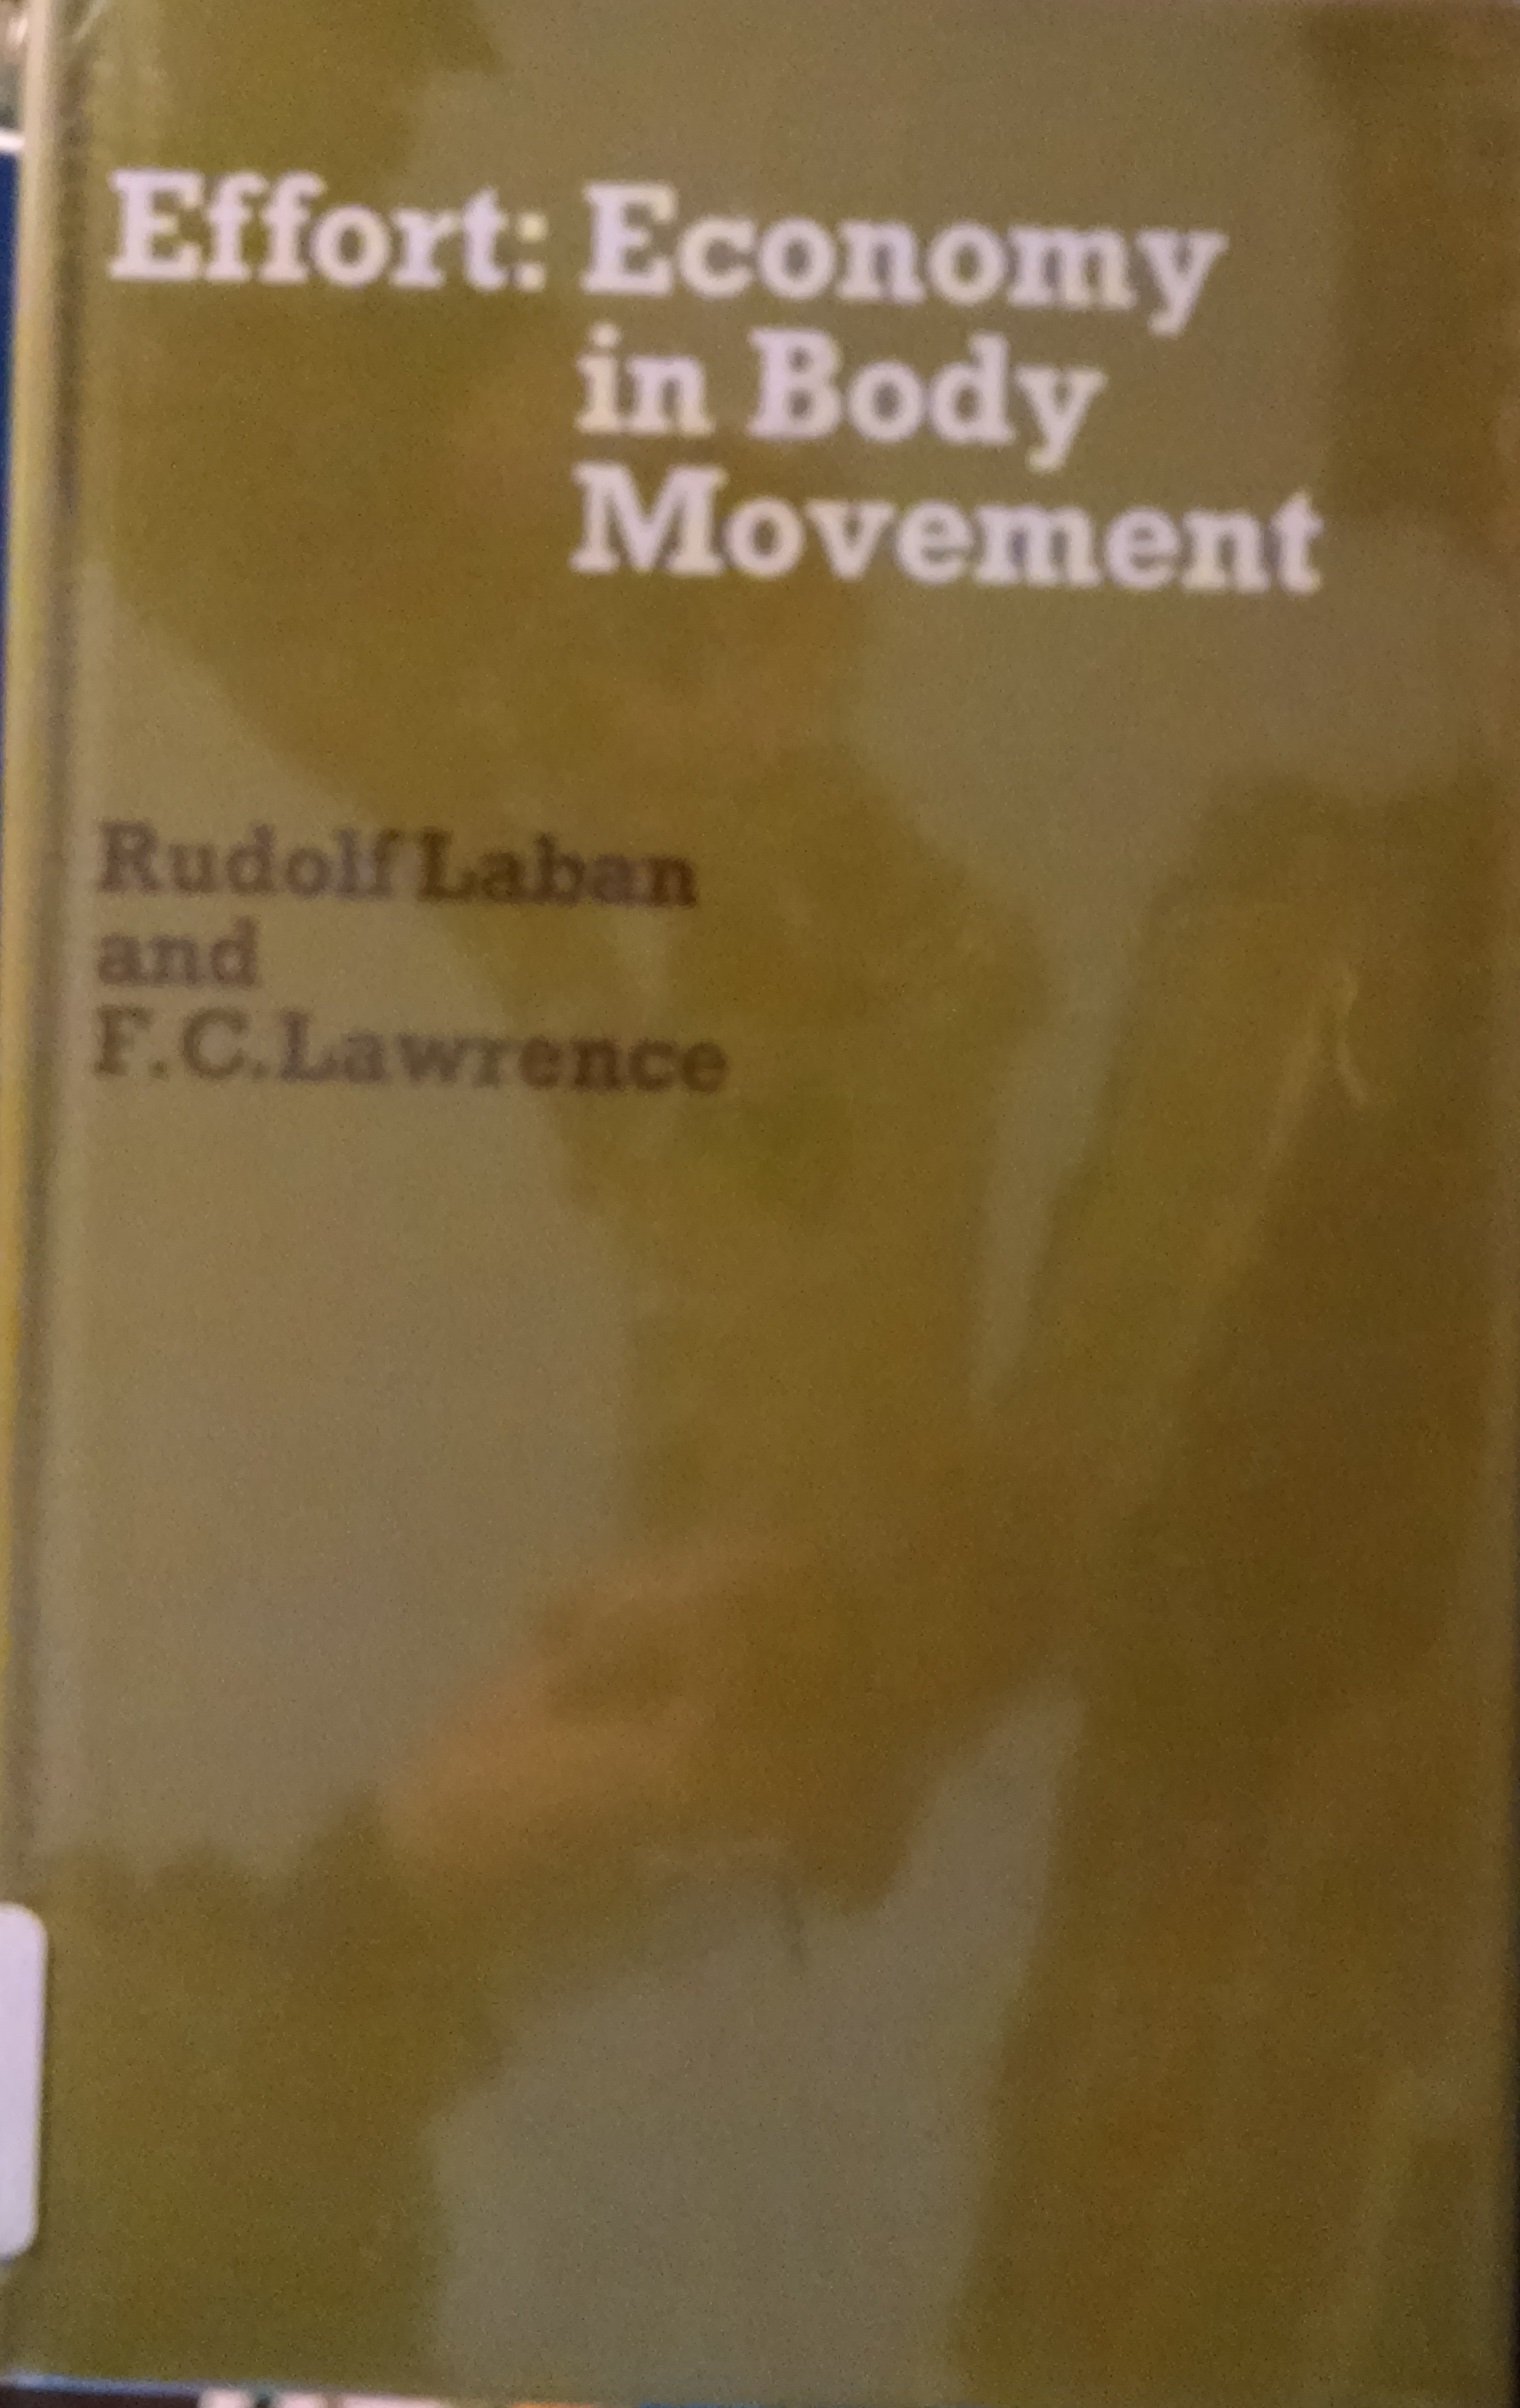 Effort: Economy
in Body
Movement
Rudolf Laban
and
F.C. Lawrence